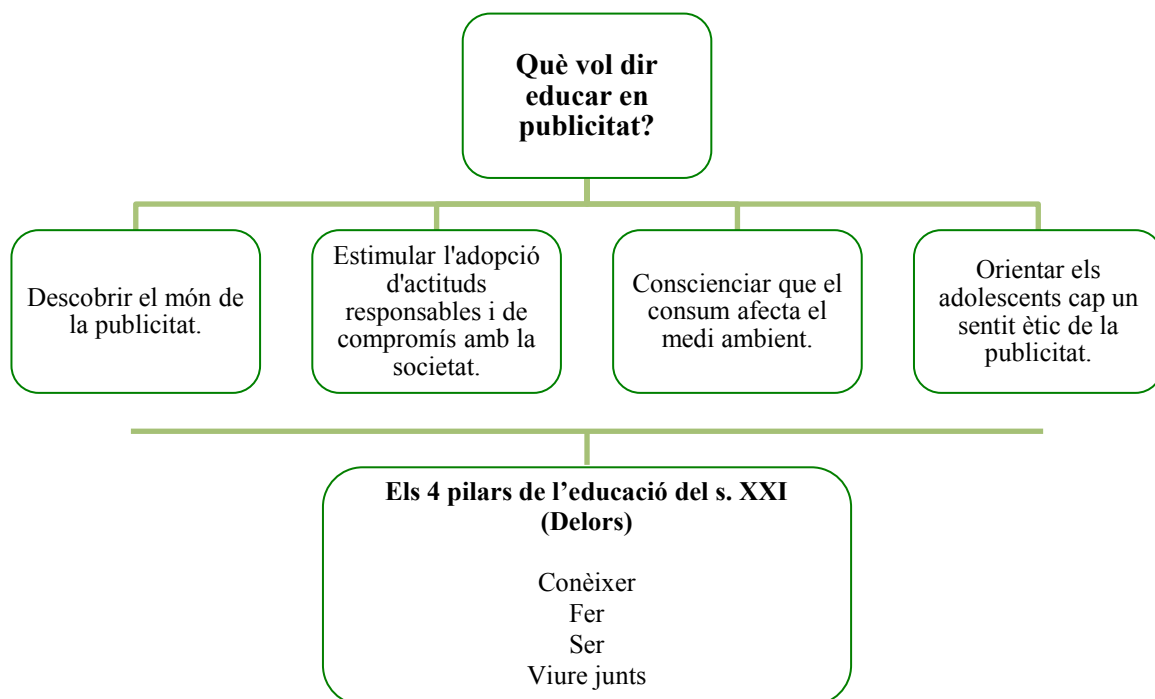 Què vol dir
educar en
publicitat?
Descobrir el món de
la publicitat.
Estimular l'adopció
d'actituds
responsables i de
compromís amb la
societat.
Conscienciar que el
consum afecta el
medi ambient.
Orientar els
adolescents cap un
sentit ètic de la
publicitat.
Els 4 pilars de l’educació del s. XXI
(Delors)
Conèixer
Fer
Ser
Viure junts